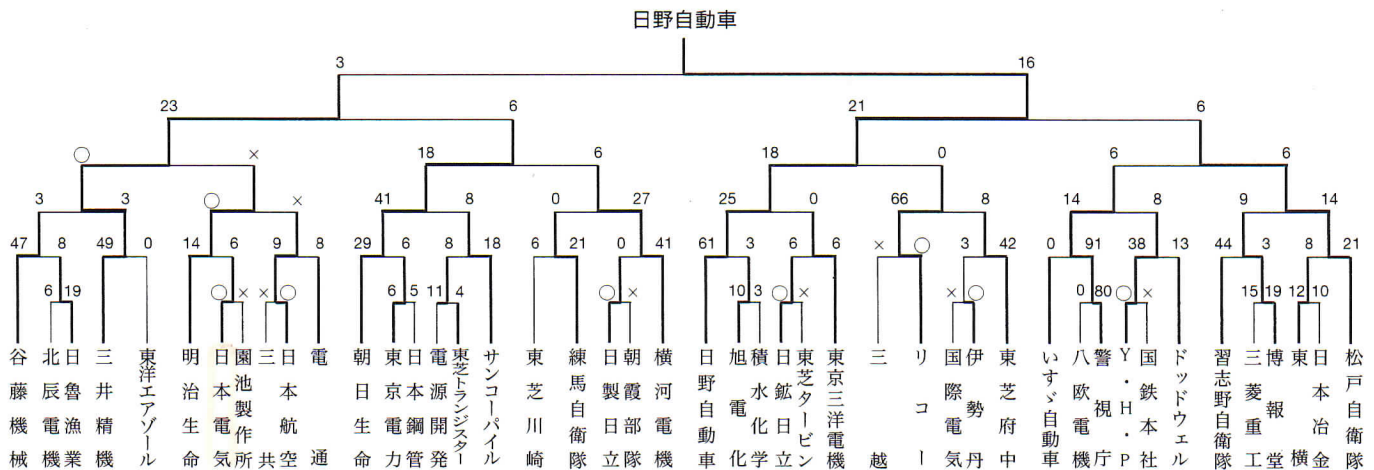 日野自動車
3 16
23 6 21 6
○ × 18 6 18 0 6 6
3 3 ○ × 41 8 0 27 25 0 66 8 14 8 9 14
47 8 49 0 14 6 9 8 29 6 8 18 6 21 0 41 61 3 6 6 × ○ 3 42 0 91 38 13 44 3 8 21
6 19 ○ × × ○ 6 5 11 4 ○ × 10 3 ○ × × ○ 0 80 ○ × 15 19 12 10
谷藤機械
北辰電機
日魯漁業
三井精機
東洋エアゾール
明治生命
日本電気
園池製作所
三共
日本航空
電通
朝日生命
東京電力
日本鋼管
電源開発
東芝トランジスター
サンコーパイル
東芝川崎
練馬自衛隊
日製日立
朝霞部隊
横河電機
日野自動車
旭電化
積水化学
日鉱日立
東芝タービン
東京三洋電機
三越
リコー
国際電気
伊勢丹
東芝府中
いすゞ自動車
八欧電機
警視庁
Y・H・P
国鉄本社
ドッドウェル
習志野自衛隊
三菱重工
博報堂
東横
日本冶金
松戸自衛隊